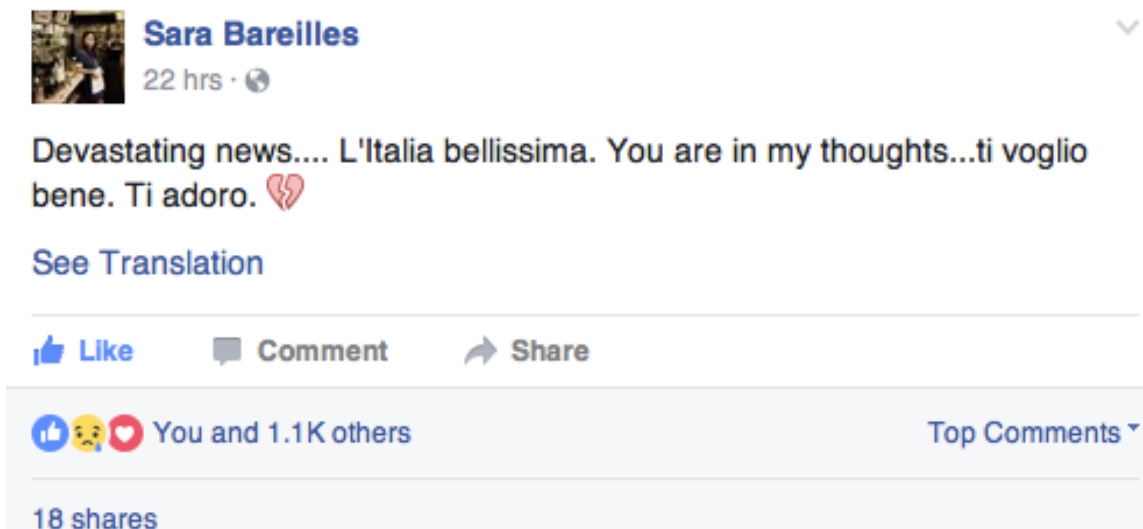 Sara Bareilles
22 hrs ·
Devastating news.... L'Italia bellissima. You are in my thoughts...ti voglio
bene. Ti adoro. 💔
See Translation
Like Comment Share
You and 1.1K others Top Comments
18 shares